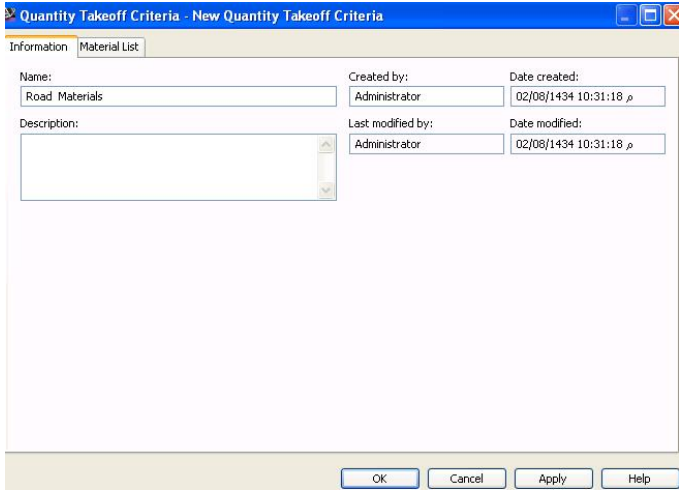 Quantity Takeoff Criteria - New Quantity Takeoff Criteria
Information Material List
Name: Created by: Date created:
Road Materials Administrator 02/08/1434 10:31:18 م
Description: Last modified by: Date modified:
Administrator 02/08/1434 10:31:18 م
OK Cancel Apply Help